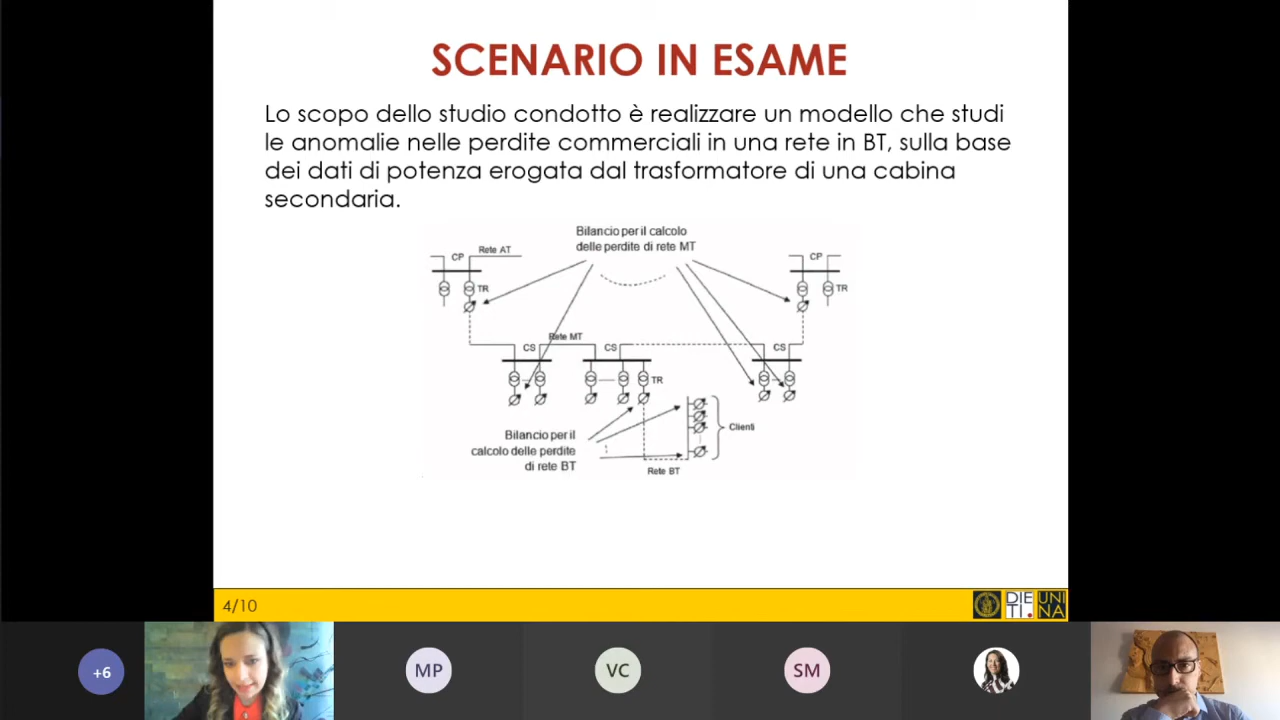 SCENARIO IN ESAME
Lo scopo dello studio condotto è realizzare un modello che studi
le anomalie nelle perdite commerciali in una rete in BT, sulla base
dei dati di potenza erogata dal trasformatore di una cabina
secondaria.
Bilancio per il calcolo
delle perdite di rete MT
CP
Rete AT
CP
TR
TR
Rete MT
CS
CS
CS
TR
Bilancio per il
calcolo delle perdite
di rete BT
Clienti
Rete BT
4/10
DIE
TI.
UNI
NA
+6
MP
VC
SM